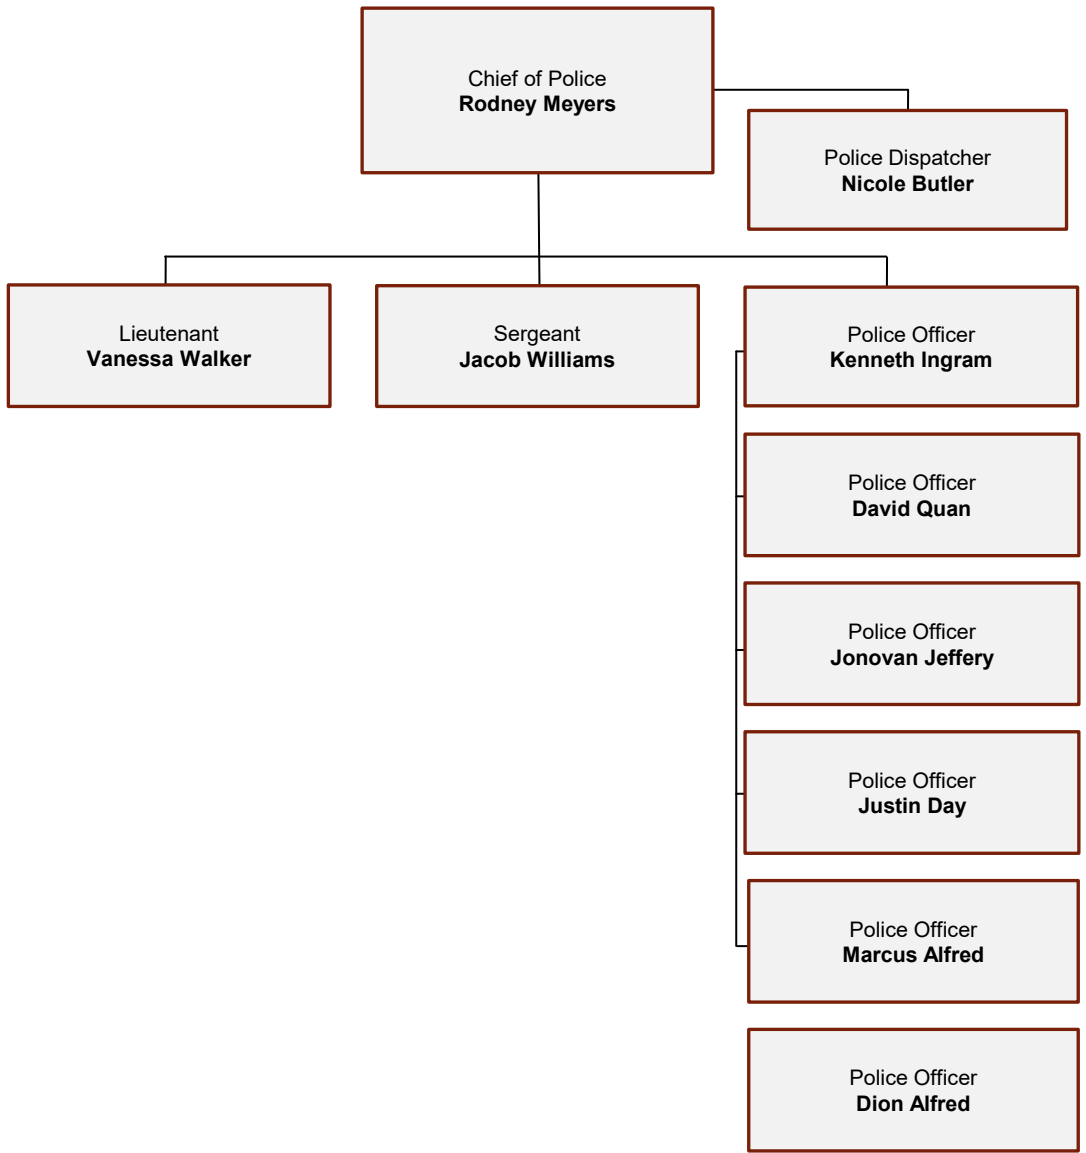 Chief of Police
Rodney Meyers
Police Dispatcher
Nicole Butler
Lieutenant
Vanessa Walker
Sergeant
Jacob Williams
Police Officer
Kenneth Ingram
Police Officer
David Quan
Police Officer
Jonovan Jeffery
Police Officer
Justin Day
Police Officer
Marcus Alfred
Police Officer
Dion Alfred